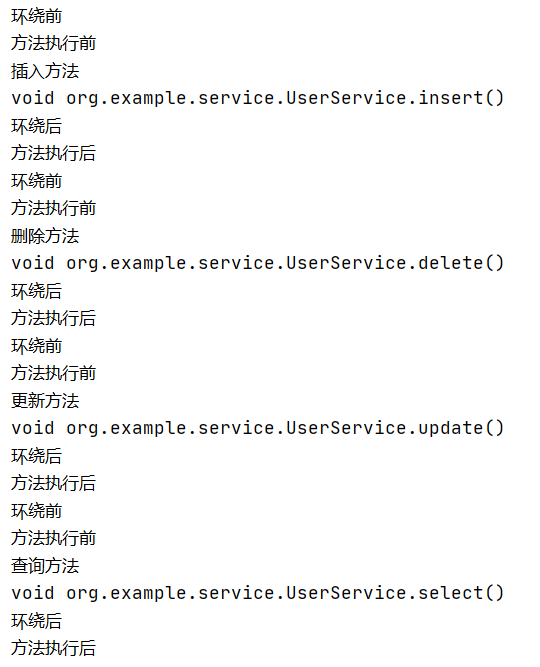 环绕前
方法执行前
插入方法
void org.example.service.UserService.insert()
环绕后
方法执行后
环绕前
方法执行前
删除方法
void org.example.service.UserService.delete()
环绕后
方法执行后
环绕前
方法执行前
更新方法
void org.example.service.UserService.update()
环绕后
方法执行后
环绕前
方法执行前
查询方法
void org.example.service.UserService.select()
环绕后
方法执行后